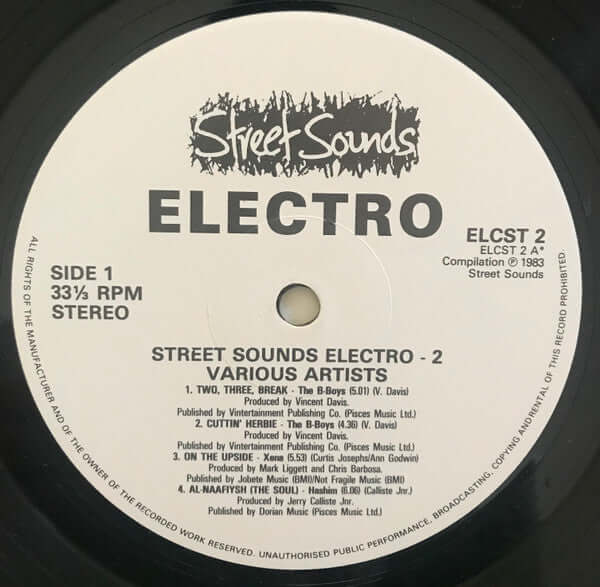 Street Sounds
ELECTRO
ELCST 2
ELCST 2 A*
Compilation ℗ 1983
Street Sounds
SIDE 1
33⅓ RPM
STEREO
STREET SOUNDS ELECTRO - 2
VARIOUS ARTISTS
1. TWO, THREE, BREAK - The B-Boys (5.01) (V. Davis)
Produced by Vincent Davis.
Published by Vintertainment Publishing Co. (Pisces Music Ltd.)
2. CUTTIN' HERBIE - The B-Boys (4.36) (V. Davis)
Produced by Vincent Davis.
Published by Vintertainment Publishing Co. (Pisces Music Ltd.)
3. ON THE UPSIDE - Xena (5.53) (Curtis Josephs/Ann Godwin)
Produced by Mark Liggett and Chris Barbosa.
Published by Jobete Music (BMI)/Not Fragile Music (BMI)
4. AL-NAAFIYSH (THE SOUL) - Hashim (6.06) (Calliste Jnr.)
Produced by Jerry Calliste Jnr.
Published by Dorian Music (Pisces Music Ltd.)
ALL RIGHTS OF THE MANUFACTURER AND OF THE OWNER OF THE RECORDED WORK RESERVED. UNAUTHORISED PUBLIC PERFORMANCE, BROADCASTING, COPYING AND RENTAL OF THIS RECORD PROHIBITED.